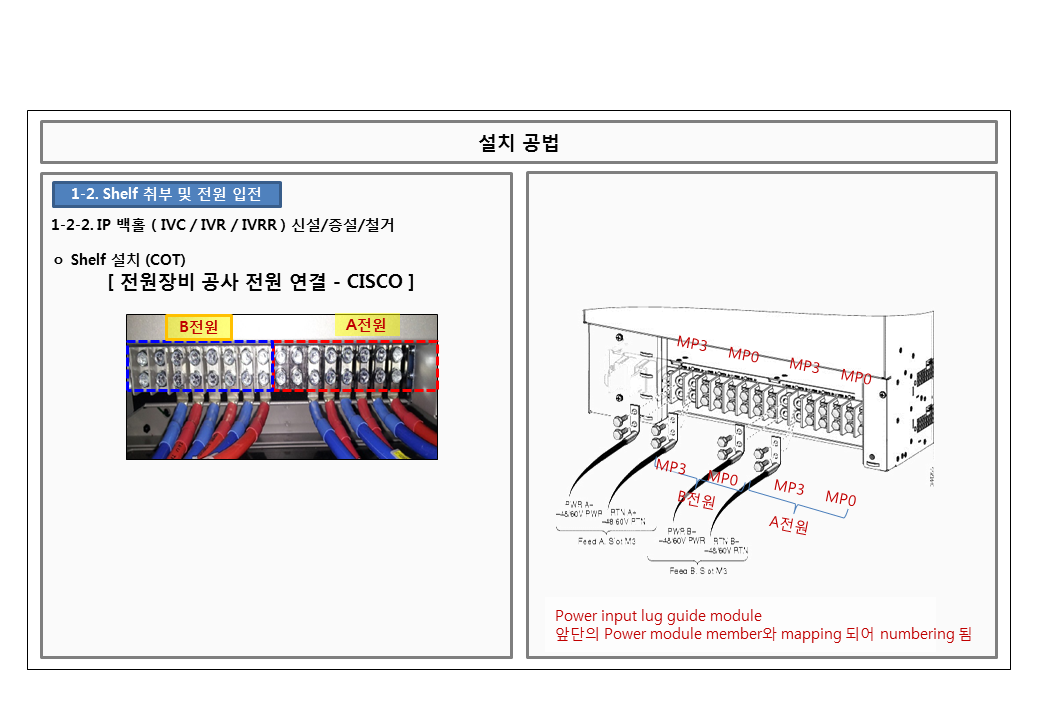 설치 공법
1-2. Shelf 취부 및 전원 입전
1-2-2. IP 백홀 ( IVC / IVR / IVRR ) 신설/증설/철거
ㅇ Shelf 설치 (COT)
[ 전원장비 공사 전원 연결 - CISCO ]
B전원
A전원
MP3
MP0
MP3
MP0
MP3
MP0
MP3
MP0
B전원
A전원
PWR A-
-48/60V PWR
RTN A-
-48/60V RTN
Feed A. Slot M3
PWR B-
-48/60V PWR
RTN B-
-48/60V RTN
Feed B. Slot M3
Power input lug guide module
앞단의 Power module member와 mapping 되어 numbering 됨